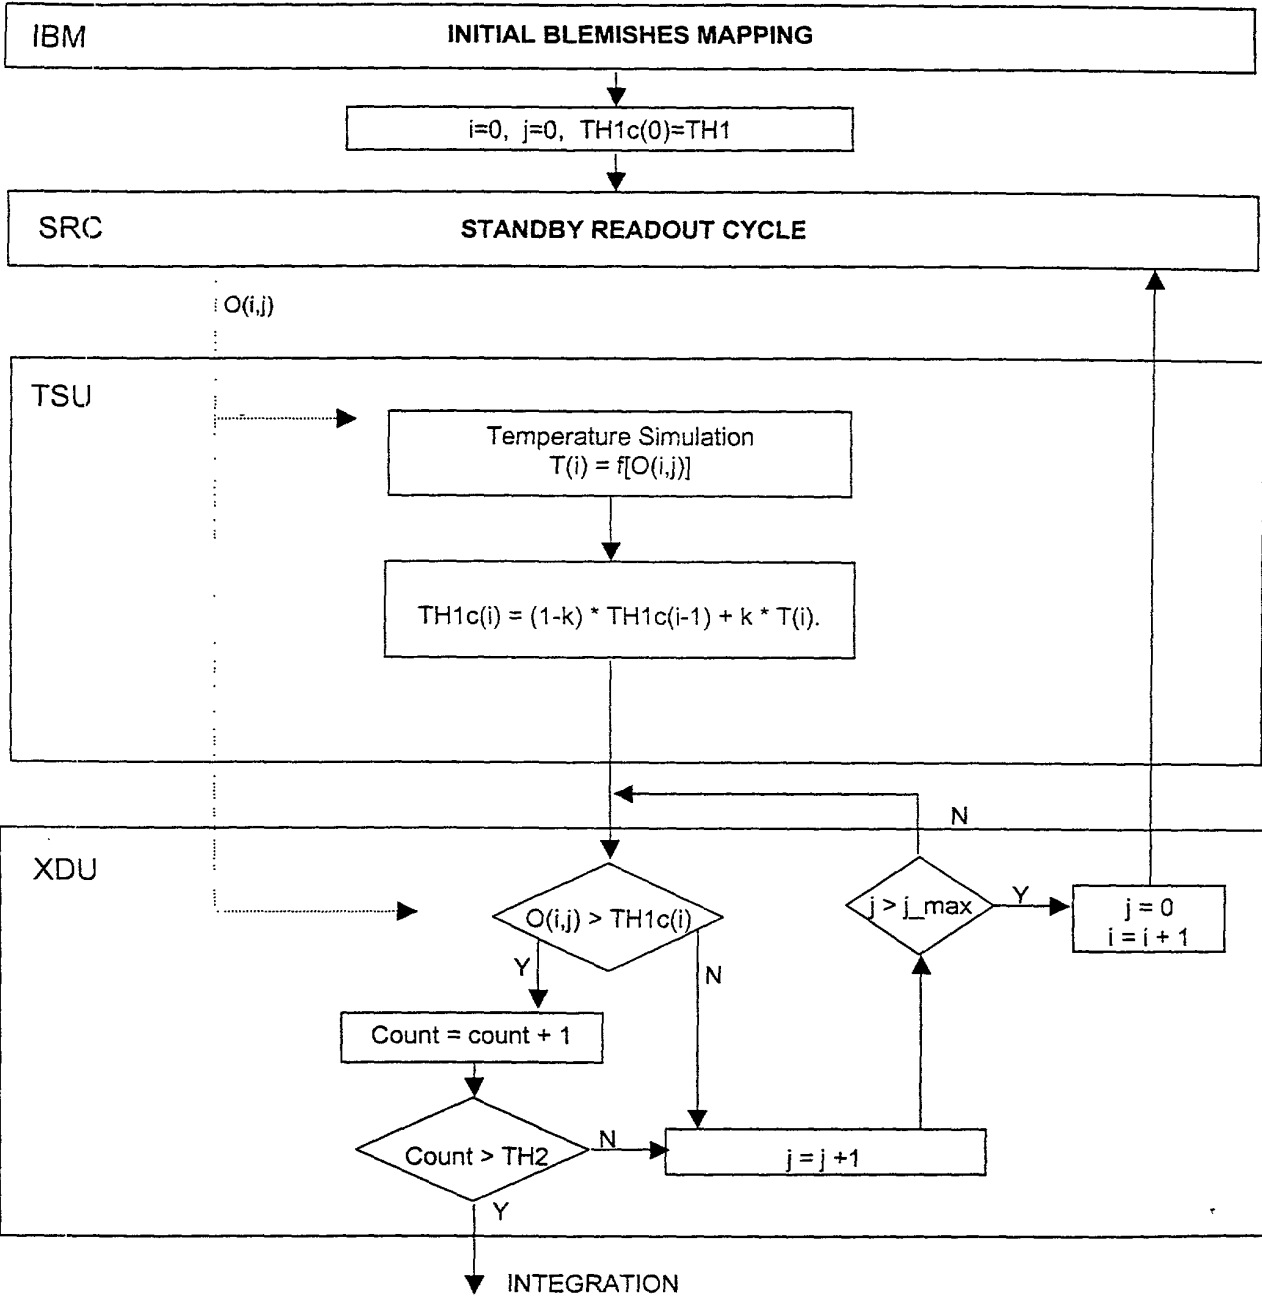 IBM
INITIAL BLEMISHES MAPPING
i=0, j=0, TH1c(0)=TH1
SRC
STANDBY READOUT CYCLE
O(i,j)
TSU
Temperature Simulation
T(i) = f[O(i,j)]
TH1c(i) = (1-k) * TH1c(i-1) + k * T(i).
N
XDU
O(i,j) > TH1c(i)
j > j_max
Y
j = 0
i = i + 1
Y
N
Count = count + 1
Count > TH2
N
j = j +1
Y
INTEGRATION